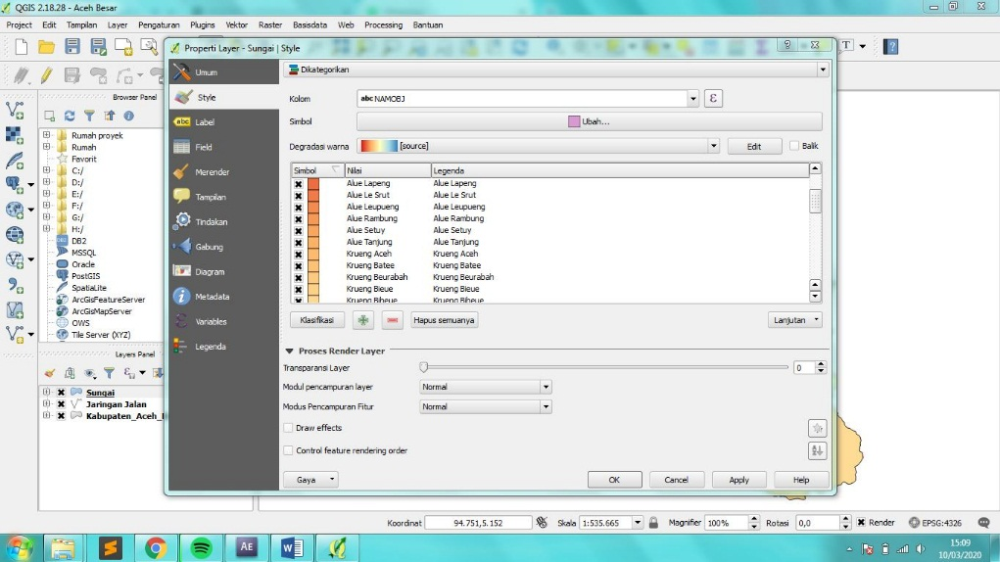 QGIS 2.18.28 - Aceh Besar
Project Edit Tampilan Layer Pengaturan Plugins Vektor Raster Basisdata Web Processing Bantuan
Properti Layer - Sungai | Style
Browser Panel
Rumah proyek
Rumah
Favorit
C:/
D:/
E:/
F:/
G:/
H:/
DB2
MSSQL
Oracle
PostGIS
SpatiaLite
ArcGisFeatureServer
ArcGisMapServer
OWS
Tile Server (XYZ)
Layers Panel
Sungai
Jaringan Jalan
Kabupaten_Aceh_
Umum
Style
Label
Field
Merender
Tampilan
Tindakan
Gabung
Diagram
Metadata
Variables
Legenda
Dikategorikan
Kolom abc NAMOBJ
Simbol Ubah...
Degradasi warna [source] Edit Balik
Simbol Nilai Legenda
Alue Lapeng Alue Lapeng
Alue Le Srut Alue Le Srut
Alue Leupueng Alue Leupueng
Alue Rambung Alue Rambung
Alue Setuy Alue Setuy
Alue Tanjung Alue Tanjung
Krueng Aceh Krueng Aceh
Krueng Batee Krueng Batee
Krueng Beurabah Krueng Beurabah
Krueng Bieue Krueng Bieue
Krueng Biheue Krueng Biheue
Klasifikasi Hapus semuanya Lanjutan
Proses Render Layer
Transparansi Layer 0
Modul pencampuran layer Normal
Modus Pencampuran Fitur Normal
Draw effects
Control feature rendering order
Gaya OK Cancel Apply Help
Koordinat 94.751,5.152 Skala 1:535.665 Magnifier 100% Rotasi 0,0 Render EPSG:4326
15:09
10/03/2020